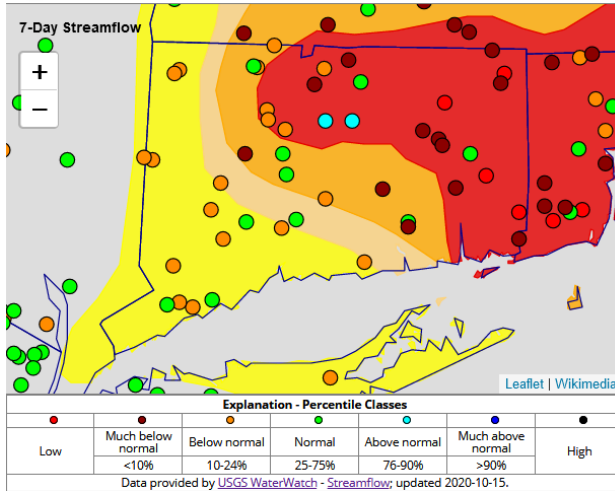 7-Day Streamflow
+
−
Leaflet | Wikimedia
Explanation - Percentile Classes
Low
Much below normal
Below normal
Normal
Above normal
Much above normal
High
<10%
10-24%
25-75%
76-90%
>90%
Data provided by USGS WaterWatch - Streamflow; updated 2020-10-15.